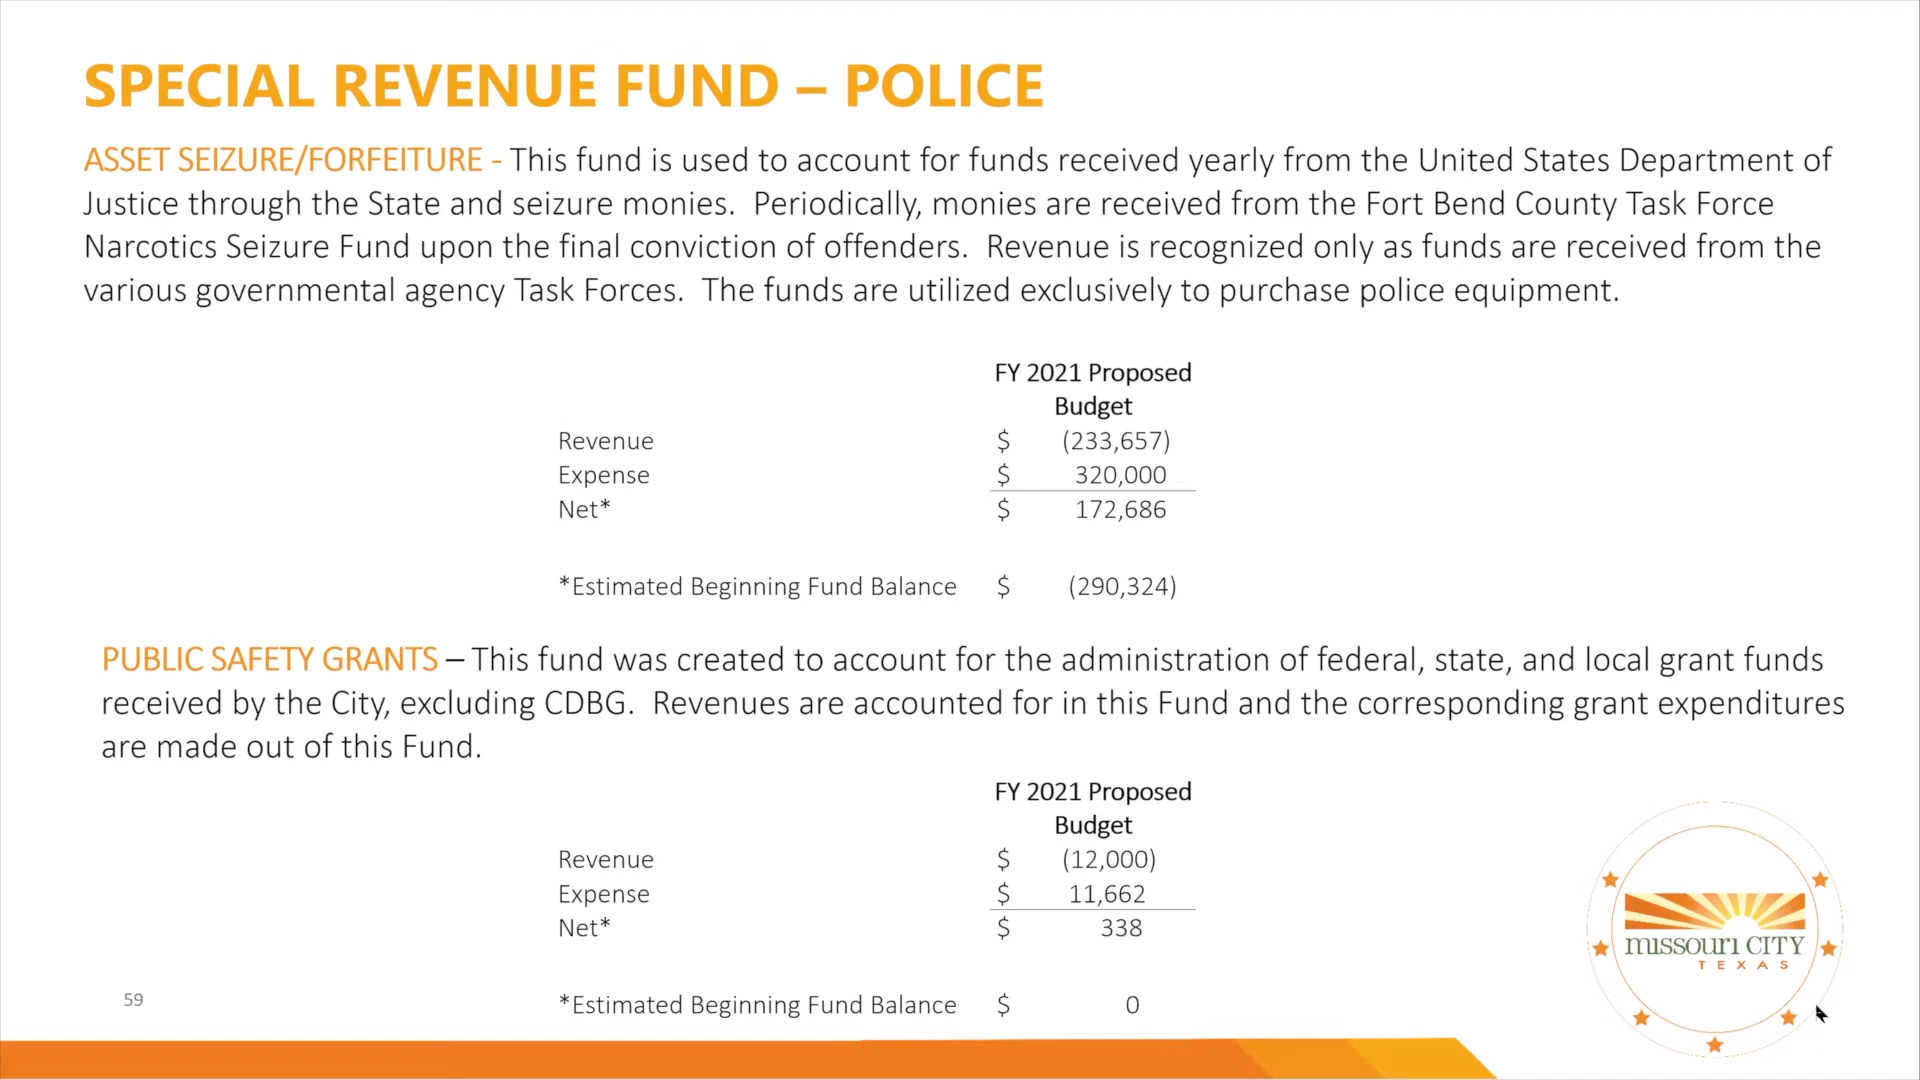 SPECIAL REVENUE FUND – POLICE
ASSET SEIZURE/FORFEITURE - This fund is used to account for funds received yearly from the United States Department of
Justice through the State and seizure monies.  Periodically, monies are received from the Fort Bend County Task Force
Narcotics Seizure Fund upon the final conviction of offenders.  Revenue is recognized only as funds are received from the
various governmental agency Task Forces.  The funds are utilized exclusively to purchase police equipment.
FY 2021 Proposed
Budget
Revenue $ (233,657)
Expense $ 320,000
Net* $ 172,686
*Estimated Beginning Fund Balance $ (290,324)
PUBLIC SAFETY GRANTS – This fund was created to account for the administration of federal, state, and local grant funds
received by the City, excluding CDBG.  Revenues are accounted for in this Fund and the corresponding grant expenditures
are made out of this Fund.
FY 2021 Proposed
Budget
Revenue $ (12,000)
Expense $ 11,662
Net* $ 338
*Estimated Beginning Fund Balance $ 0
missouri CITY
TEXAS
59